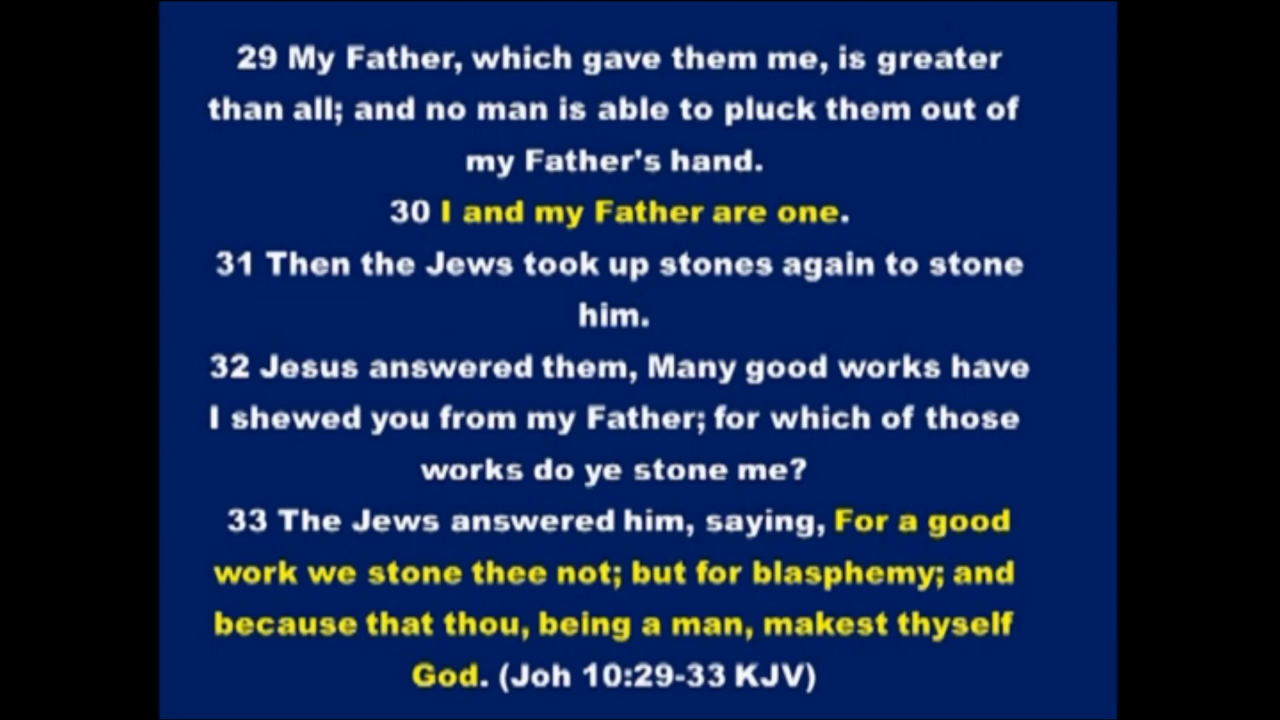 29 My Father, which gave them me, is greater
than all; and no man is able to pluck them out of
my Father's hand.
30 I and my Father are one.
31 Then the Jews took up stones again to stone
him.
32 Jesus answered them, Many good works have
I shewed you from my Father; for which of those
works do ye stone me?
33 The Jews answered him, saying, For a good
work we stone thee not; but for blasphemy; and
because that thou, being a man, makest thyself
God. (Joh 10:29-33 KJV)